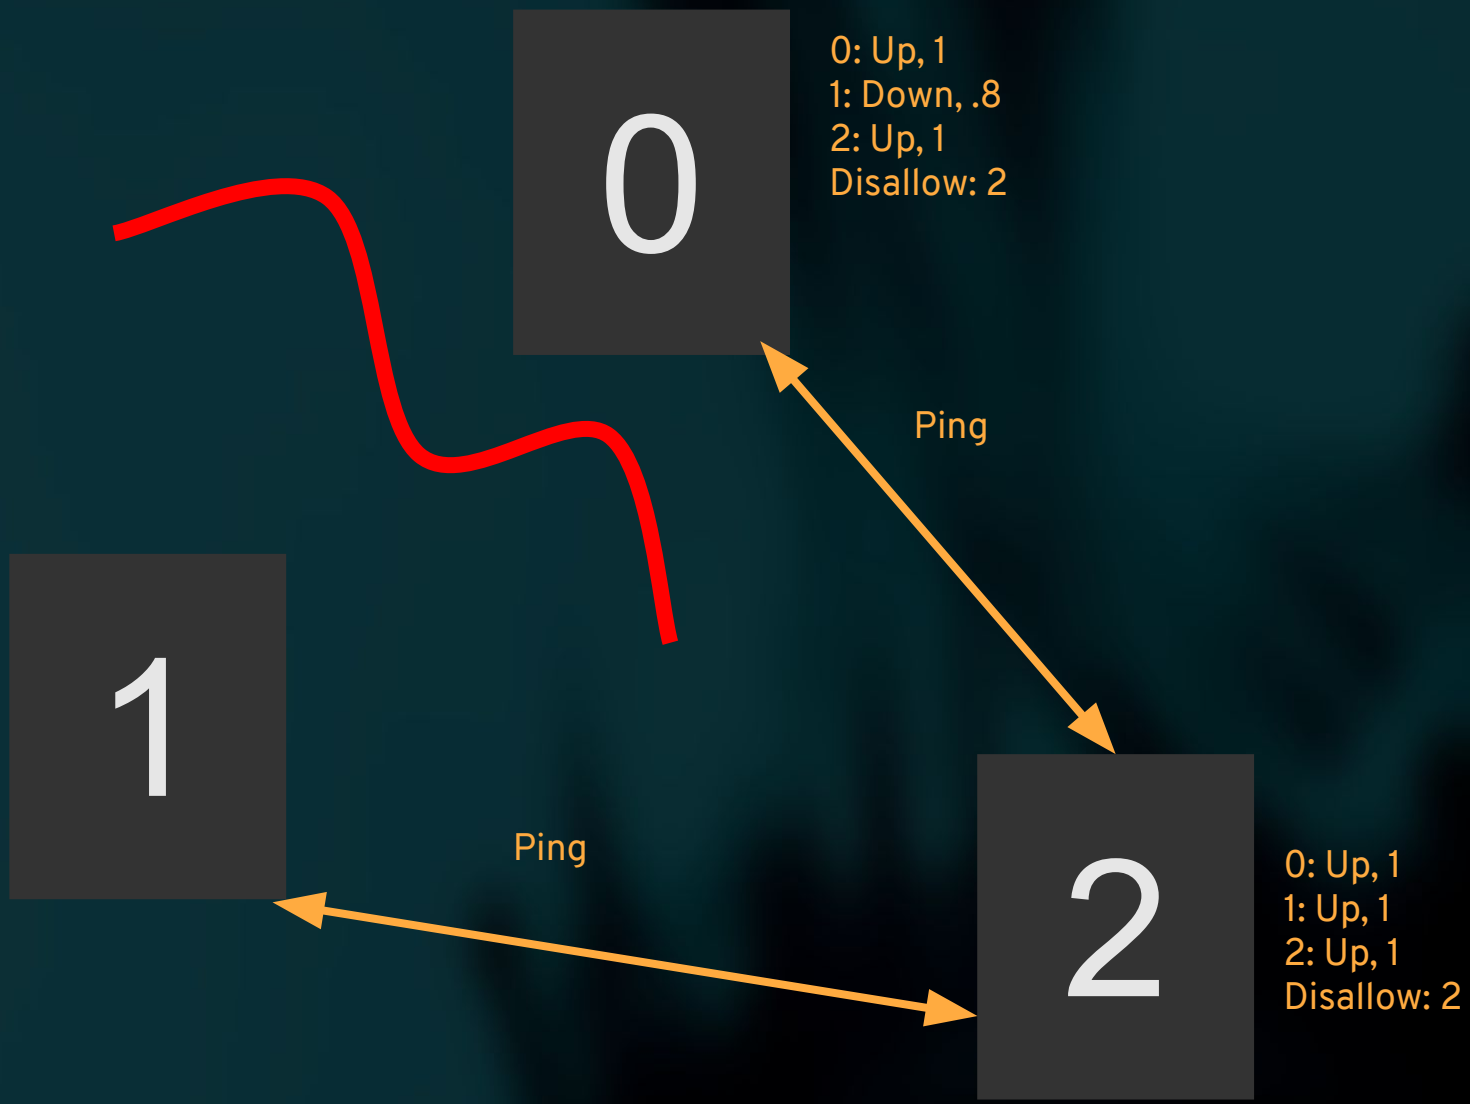 0
0: Up, 1
1: Down, .8
2: Up, 1
Disallow: 2
Ping
1
Ping
2
0: Up, 1
1: Up, 1
2: Up, 1
Disallow: 2